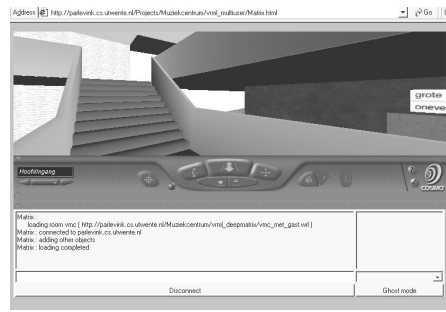 Address http://parlevink.cs.utwente.nl/Projects/Muziekcentrum/vrml_multiuser/Matrix.html Go
grote
oneve
Hoofdingang
COSMO
Matrix :
loading room vmc ( http://parlevink.cs.utwente.nl/Muziekcentrum/vrml_deepmatrix/vmc_met_gast.wrl )
Matrix : connected to parlevink.cs.utwente.nl
Matrix : adding other objects
Matrix : loading completed
Disconnect
Ghost mode